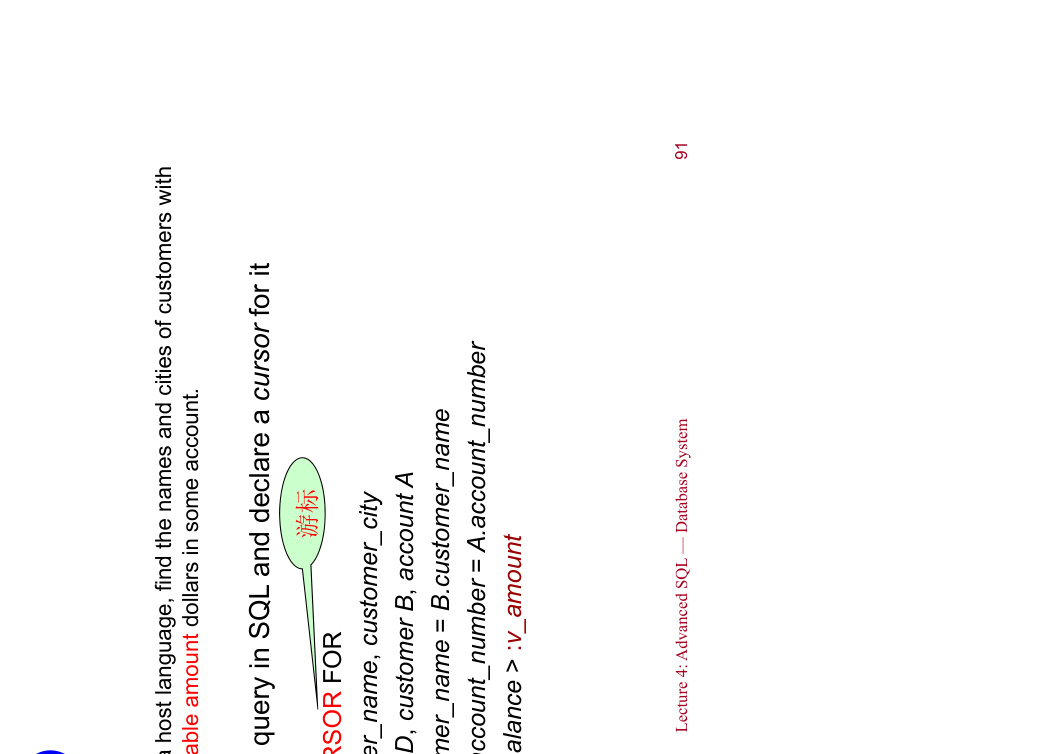 a host language, find the names and cities of customers with
able amount dollars in some account.
query in SQL and declare a cursor for it
游标
RSOR FOR
er_name, customer_city
D, customer B, account A
mer_name = B.customer_name
ccount_number = A.account_number
alance > :v_amount
Lecture 4: Advanced SQL — Database System
91